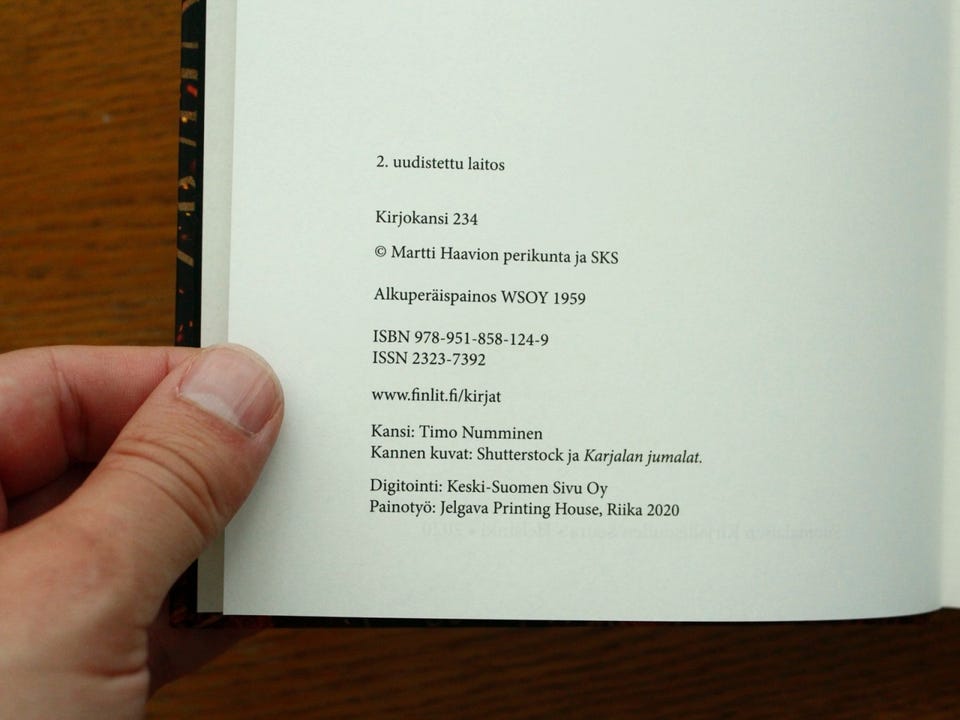 2. uudistettu laitos
Kirjokansi 234
© Martti Haavion perikunta ja SKS
Alkuperäispainos WSOY 1959
ISBN 978-951-858-124-9
ISSN 2323-7392
www.finlit.fi/kirjat
Kansi: Timo Numminen
Kannen kuvat: Shutterstock ja Karjalan jumalat.
Digitointi: Keski-Suomen Sivu Oy
Painotyö: Jelgava Printing House, Riika 2020